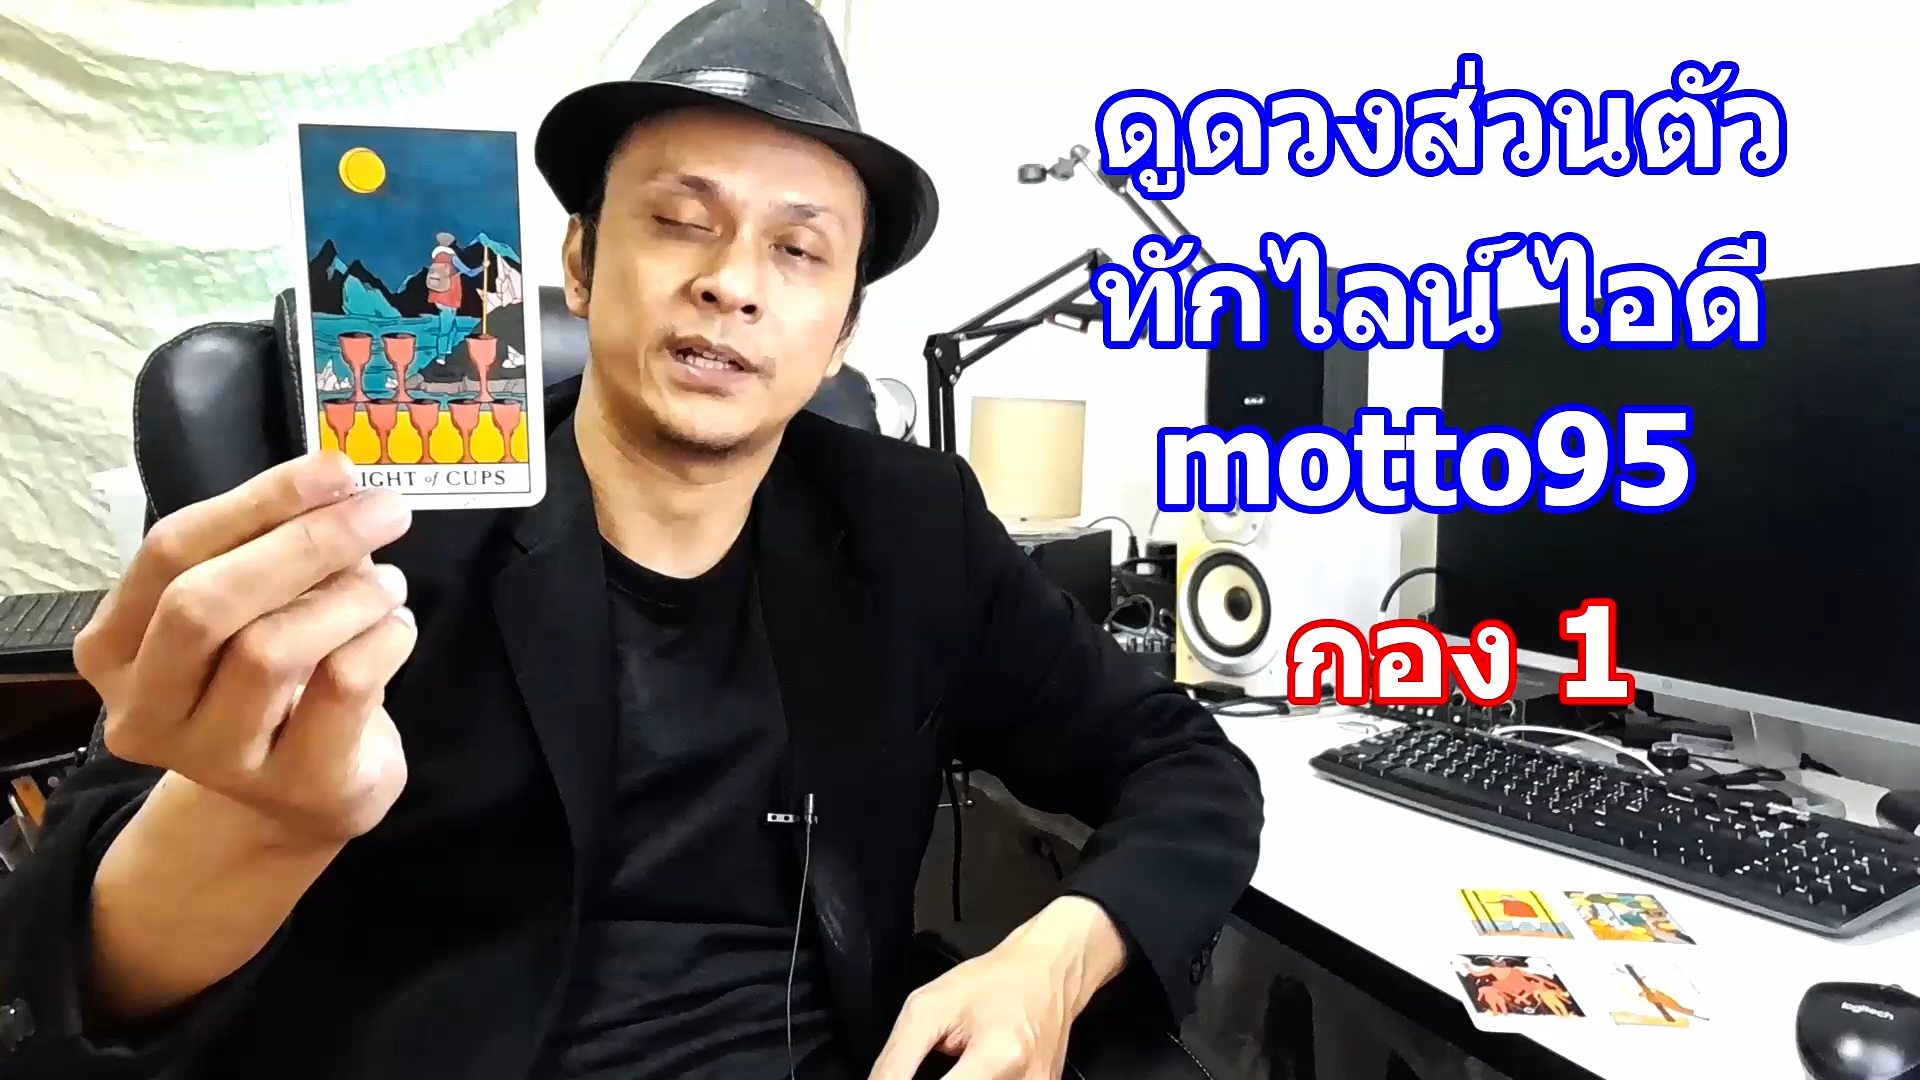 ดูดวงส่วนตัว
ทักไลน์ ไอดี
motto95
กอง 1
IGHT of CUPS
logitech